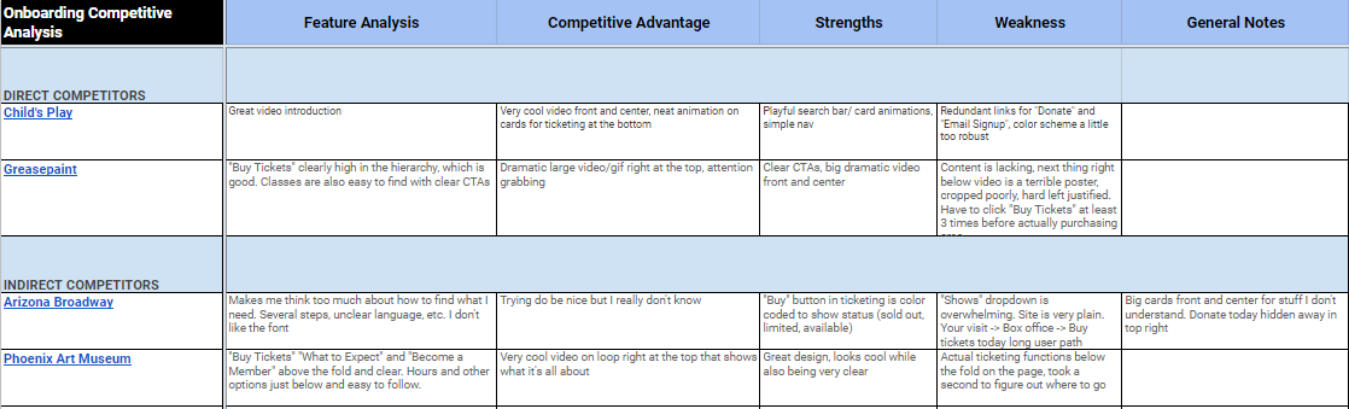 Onboarding Competitive
Analysis
Feature Analysis
Competitive Advantage
Strengths
Weakness
General Notes
DIRECT COMPETITORS
Child's Play
Great video introduction
Very cool video front and center, neat animation on
cards for ticketing at the bottom
Playful search bar/ card animations,
simple nav
Redundant links for "Donate" and
"Email Signup", color scheme a little
too robust
Greasepaint
"Buy Tickets" clearly high in the hierarchy, which is
good. Classes are also easy to find with clear CTAs
Dramatic large video/gif right at the top, attention
grabbing
Clear CTAs, big dramatic video
front and center
Content is lacking, next thing right
below video is a terrible poster,
cropped poorly, hard left justified.
Have to click "Buy Tickets" at least
3 times before actually purchasing
INDIRECT COMPETITORS
Arizona Broadway
Makes me think too much about how to find what I
need. Several steps, unclear language, etc. I don't
like the font
Trying do be nice but I really don't know
"Buy" button in ticketing is color
coded to show status (sold out,
limited, available)
"Shows" dropdown is
overwhelming. Site is very plain.
Your visit -> Box office -> Buy
tickets today long user path
Big cards front and center for stuff I don't
understand. Donate today hidden away in
top right
Phoenix Art Museum
"Buy Tickets" "What to Expect" and "Become a
Member" above the fold and clear. Hours and other
options just below and easy to follow.
Very cool video on loop right at the top that shows
what it's all about
Great design, looks cool while
also being very clear
Actual ticketing functions below
the fold on the page, took a
second to figure out where to go